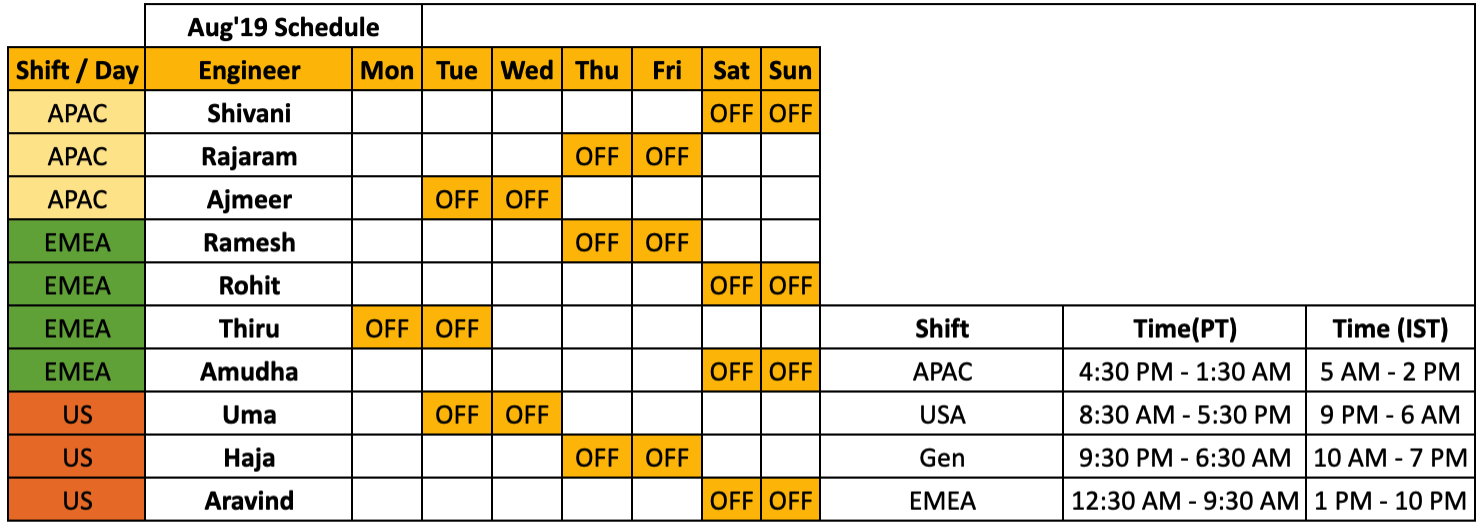 Aug'19 Schedule
Shift / Day Engineer Mon Tue Wed Thu Fri Sat Sun
APAC Shivani OFF OFF
APAC Rajaram OFF OFF
APAC Ajmeer OFF OFF
EMEA Ramesh OFF OFF
EMEA Rohit OFF OFF
EMEA Thiru OFF OFF Shift Time(PT) Time (IST)
EMEA Amudha OFF OFF APAC 4:30 PM - 1:30 AM 5 AM - 2 PM
US Uma OFF OFF USA 8:30 AM - 5:30 PM 9 PM - 6 AM
US Haja OFF OFF Gen 9:30 PM - 6:30 AM 10 AM - 7 PM
US Aravind OFF OFF EMEA 12:30 AM - 9:30 AM 1 PM - 10 PM